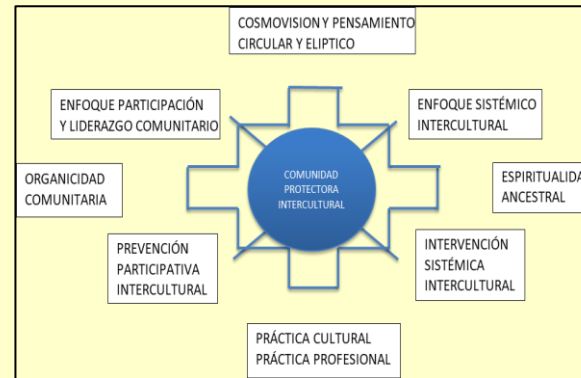 COSMOVISION Y PENSAMIENTO
CIRCULAR Y ELIPTICO
ENFOQUE PARTICIPACIÓN
Y LIDERAZGO COMUNITARIO
ENFOQUE SISTÉMICO
INTERCULTURAL
COMUNIDAD
PROTECTORA
INTERCULTURAL
ORGANICIDAD
COMUNITARIA
ESPIRITUALIDA
ANCESTRAL
PREVENCIÓN
PARTICIPATIVA
INTERCULTURAL
INTERVENCIÓN
SISTÉMICA
INTERCULTURAL
PRÁCTICA CULTURAL
PRÁCTICA PROFESIONAL